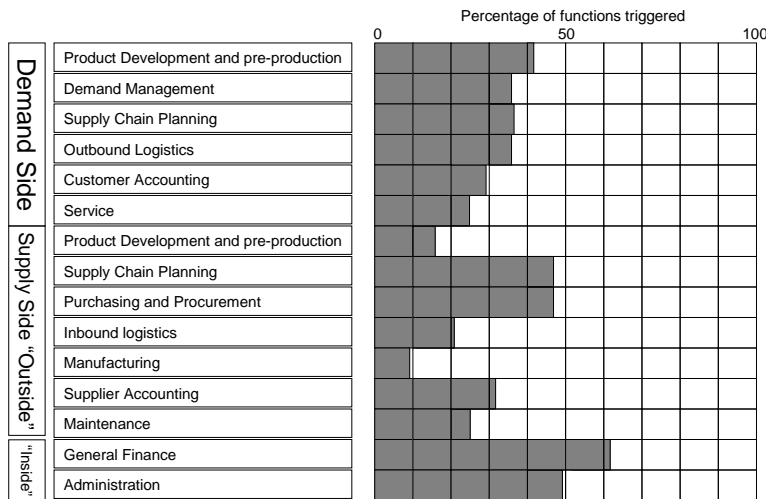 Percentage of functions triggered
0 50 100
Demand Side
Product Development and pre-production
Demand Management
Supply Chain Planning
Outbound Logistics
Customer Accounting
Service
Supply Side “Outside”
Product Development and pre-production
Supply Chain Planning
Purchasing and Procurement
Inbound logistics
Manufacturing
Supplier Accounting
Maintenance
“Inside”
General Finance
Administration